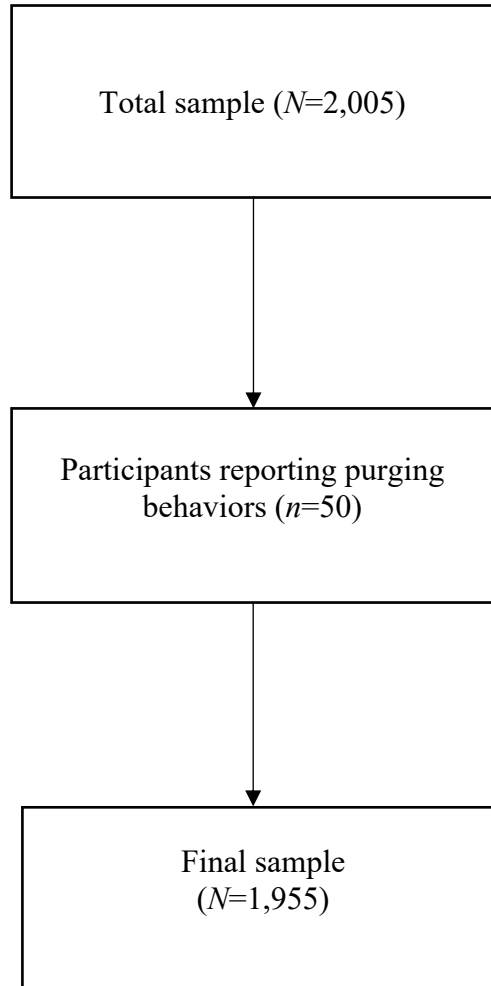 Total sample (N=2,005)
Participants reporting purging
behaviors (n=50)
Final sample
(N=1,955)